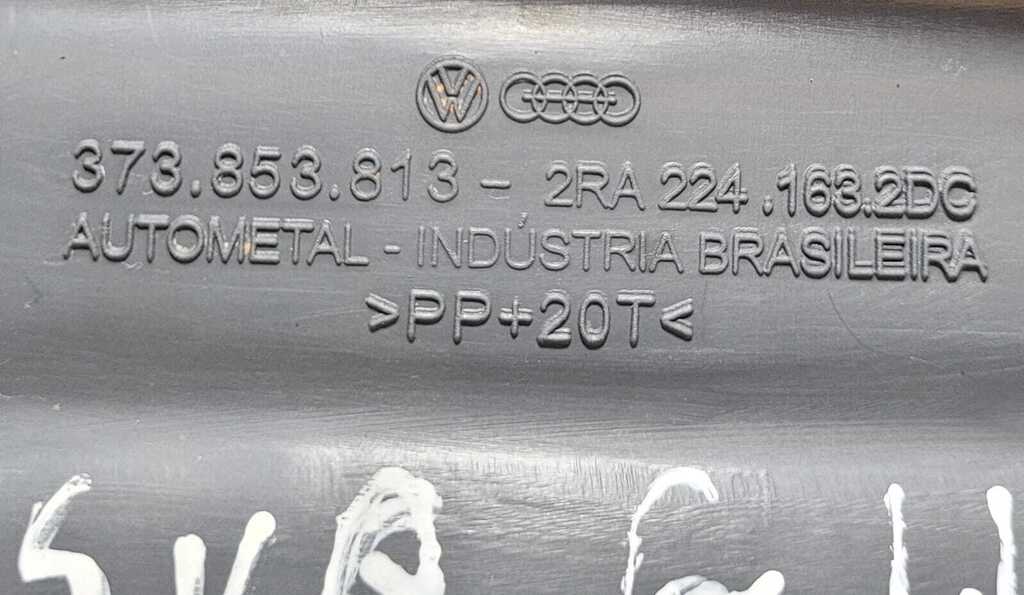 373.853.813 - 2RA 224.163.2DC
AUTOMETAL - INDÚSTRIA BRASILEIRA
>PP+20T<